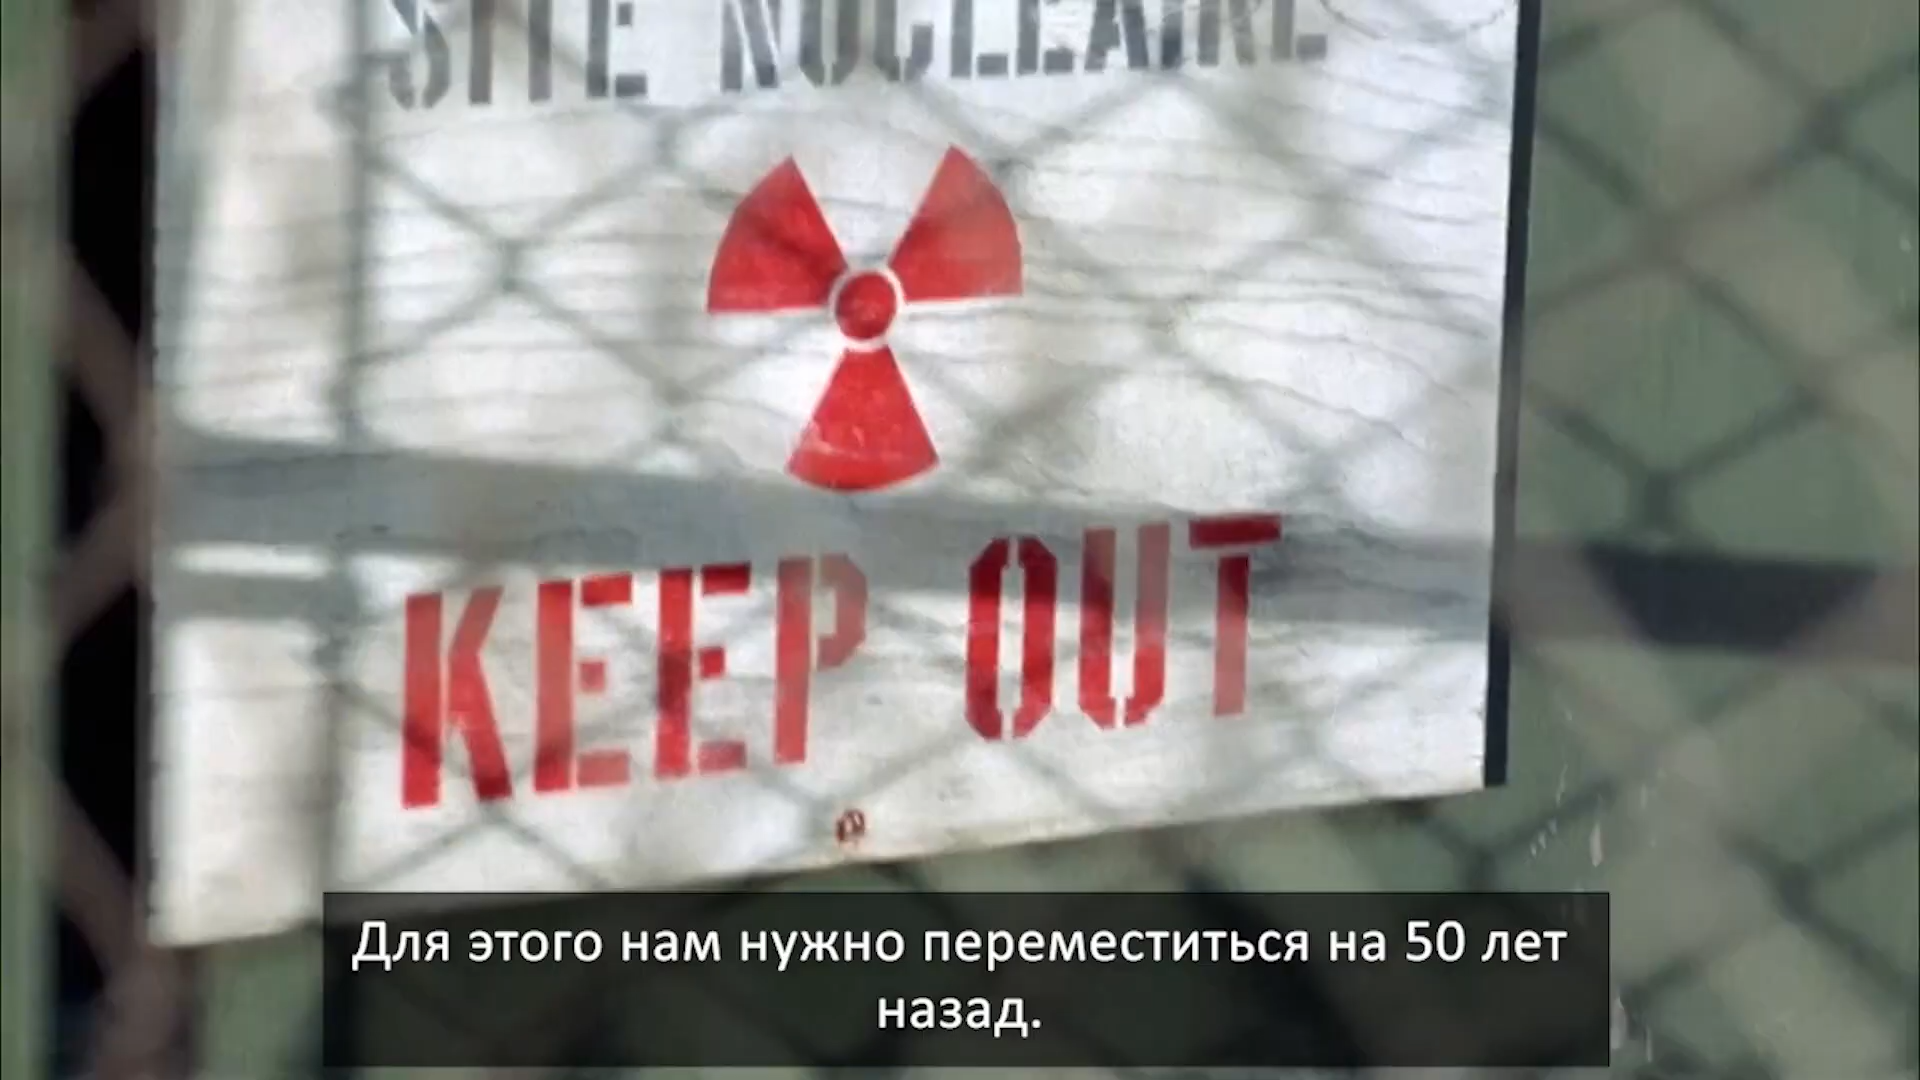 SITE NUCLEAIRE
KEEP OUT
Для этого нам нужно переместиться на 50 лет
назад.